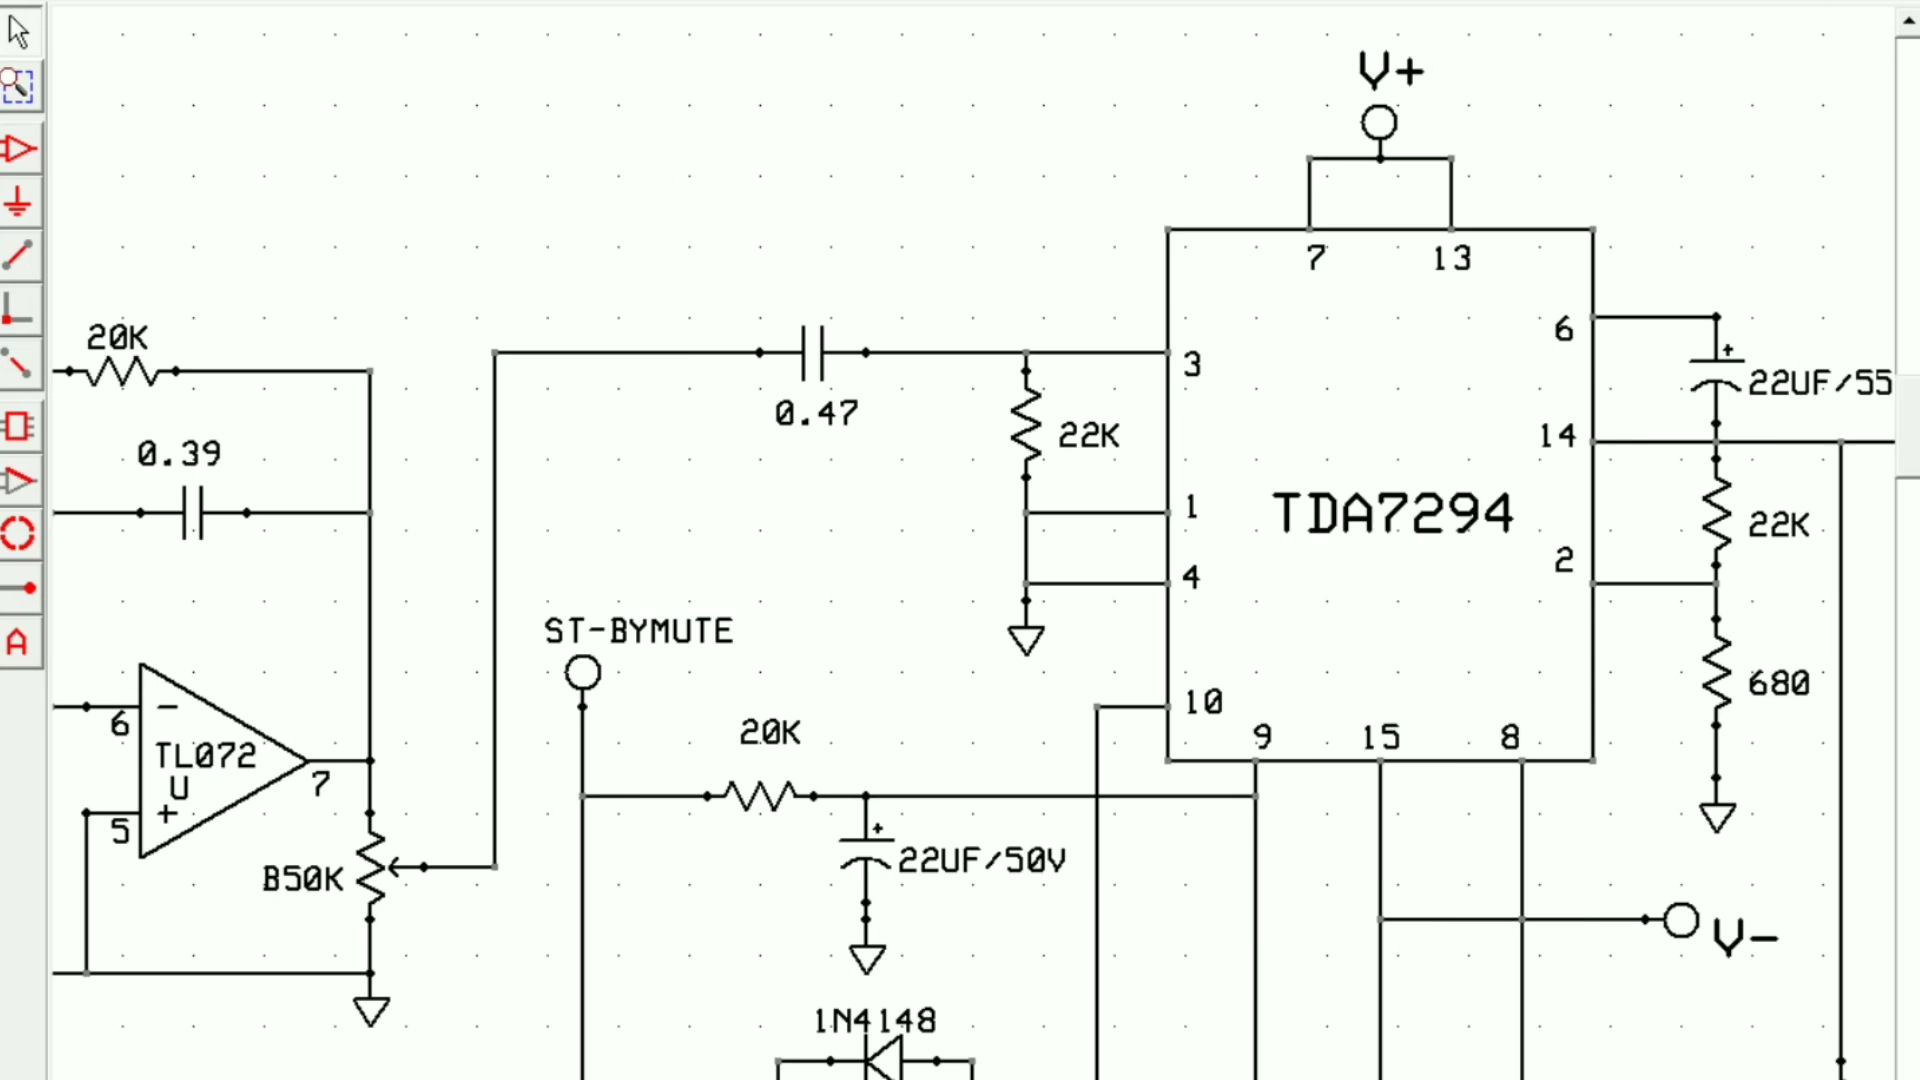 V+
7
13
20K
6
3
22UF/55
0.47
22K
14
0.39
1
TDA7294
22K
2
4
ST-BYMUTE
680
10
6
-
20K
9
15
8
TL072
U
7
5
+
22UF/50V
B50K
V-
1N4148
+
+
A